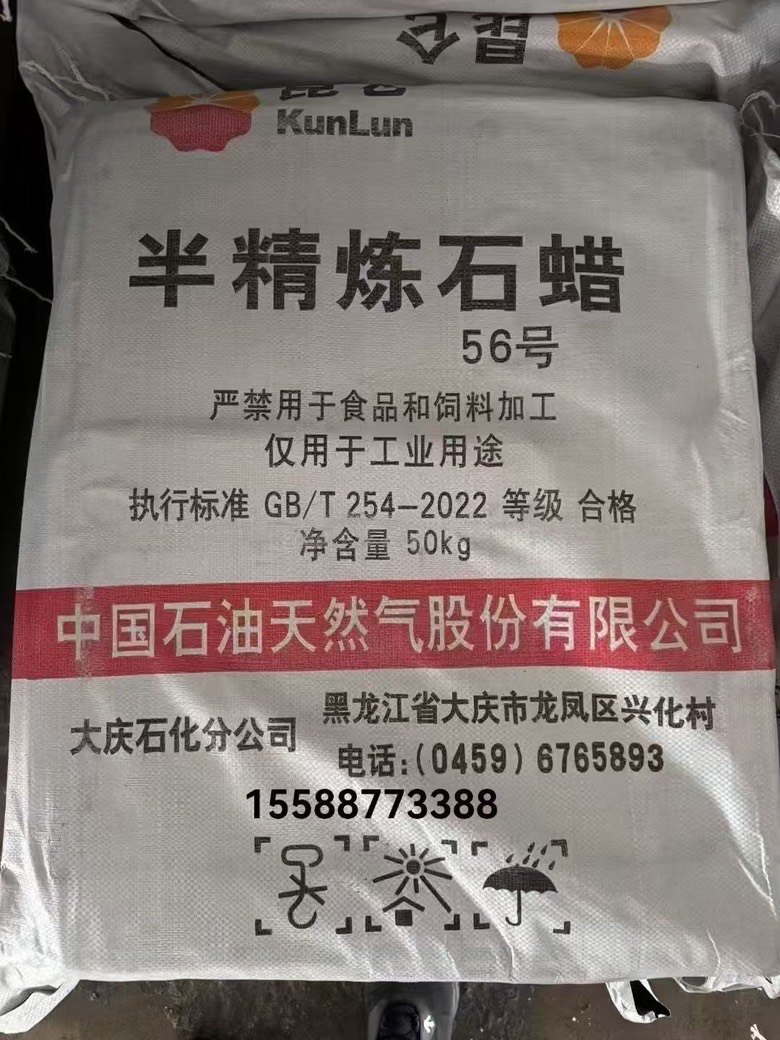 昆仑
KunLun
半精炼石蜡
56号
严禁用于食品和饲料加工
仅用于工业用途
执行标准 GB/T 254-2022 等级 合格
净含量 50kg
中国石油天然气股份有限公司
大庆石化分公司
黑龙江省大庆市龙凤区兴化村
电话:(0459) 6765893
15588773388